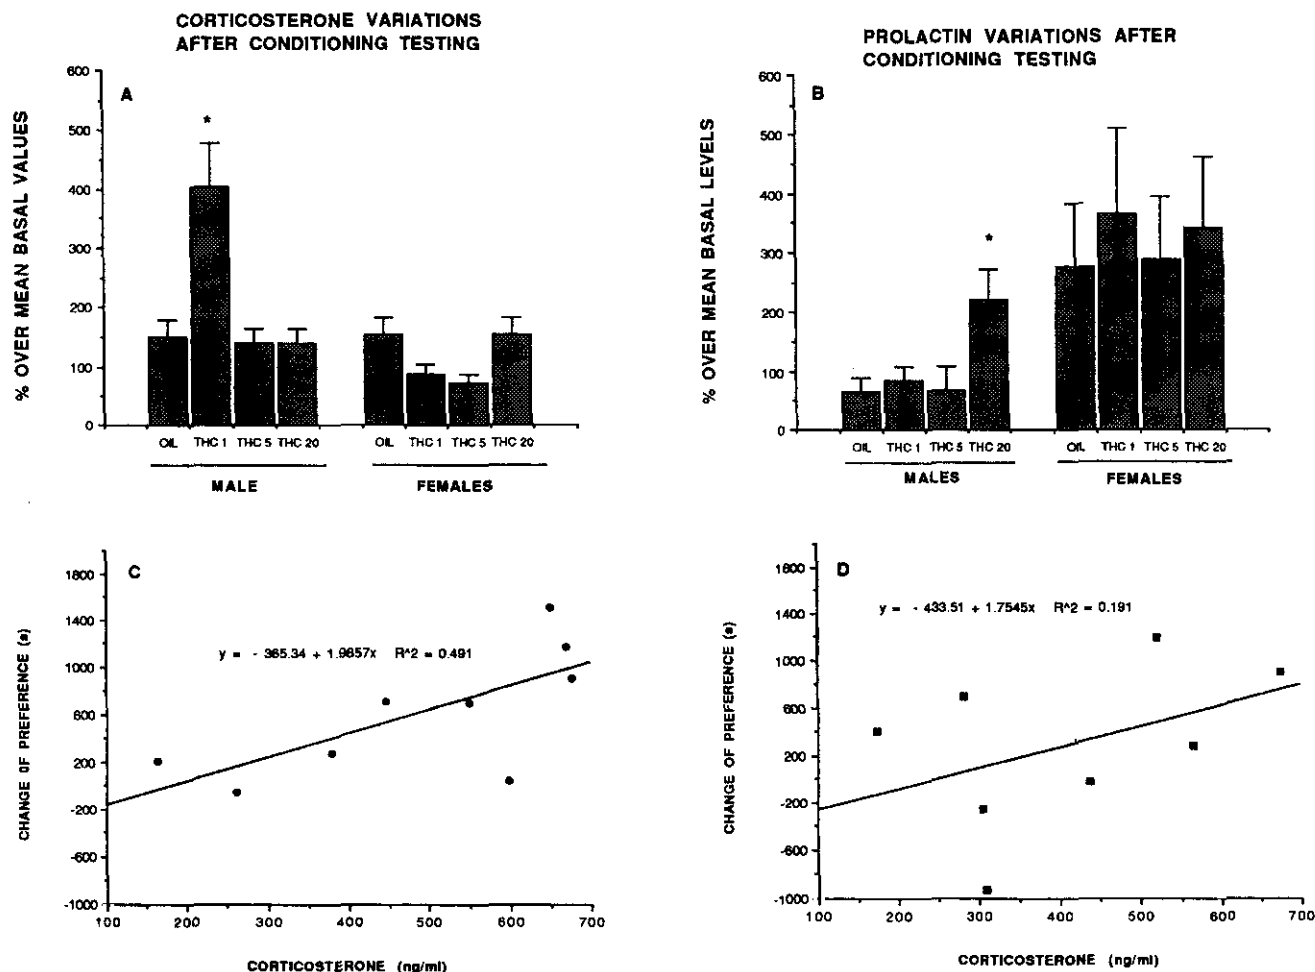 CORTICOSTERONE VARIATIONS
AFTER CONDITIONING TESTING
% OVER MEAN BASAL VALUES
600
500
400
300
200
100
0
A
*
OIL THC 1 THC 5 THC 20
OIL THC 1 THC 5 THC 20
MALE
FEMALES
PROLACTIN VARIATIONS AFTER
CONDITIONING TESTING
% OVER MEAN BASAL LEVELS
600
500
400
300
200
100
0
B
*
OIL THC 1 THC 5 THC 20
OIL THC 1 THC 5 THC 20
MALES
FEMALES
CHANGE OF PREFERENCE (s)
1800
1400
1000
600
200
-200
-600
-1000
C
y = - 365.34 + 1.9657x R^2 = 0.491
100 200 300 400 500 600 700
CORTICOSTERONE (ng/ml)
CHANGE OF PREFERENCE (s)
1800
1400
1000
600
200
-200
-600
-1000
D
y = - 433.51 + 1.7545x R^2 = 0.191
100 200 300 400 500 600 700
CORTICOSTERONE (ng/ml)